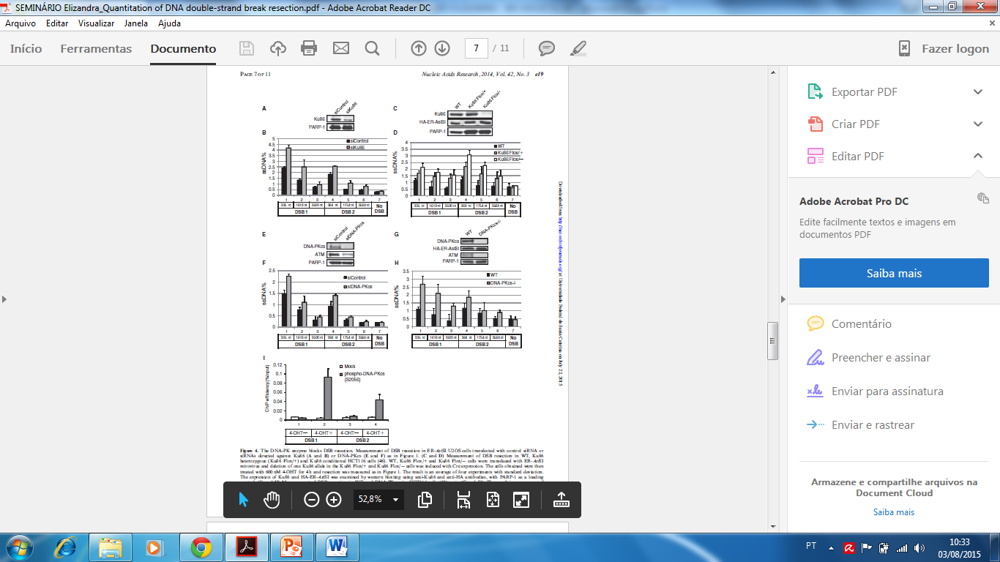 SEMINÁRIO Elizandra_Quantitation of DNA double-strand break resection.pdf - Adobe Acrobat Reader DC
Arquivo Editar Visualizar Janela Ajuda
Início Ferramentas Documento 7 / 11 Fazer logon
PAGE 7 OF 11 Nucleic Acids Research, 2014, Vol. 42, No. 3 e19
A
siControl siKu86
Ku86
PARP-1
C
WT Ku86 Flox/+ Ku86 Flox/-
Ku86
HA-ER-AsiSI
PARP-1
B
ssDNA%
5
4.5
4
3.5
3
2.5
2
1.5
1
0.5
0
siControl
siKu86
1 2 3 4 5 6 7
335 nt 1618 nt 3500 nt 364 nt 1754 nt 3564 nt No DSB
DSB 1 DSB 2
D
ssDNA%
4
3.5
3
2.5
2
1.5
1
0.5
0
WT
Ku86 Flox/+
Ku86 Flox/—
1 2 3 4 5 6 7
335 nt 1618 nt 3500 nt 364 nt 1754 nt 3564 nt No DSB
DSB 1 DSB 2
E
siControl siDNA-PKcs
DNA-PKcs
ATM
PARP-1
G
WT DNA-PKcs-/-
DNA-PKcs
HA-ER-AsiSI
ATM
PARP-1
F
ssDNA%
2.5
2
1.5
1
0.5
0
siControl
siDNA-PKcs
1 2 3 4 5 6 7
335 nt 1618 nt 3500 nt 364 nt 1754 nt 3564 nt No DSB
DSB 1 DSB 2
H
ssDNA%
3.5
3
2.5
2
1.5
1
0.5
0
WT
DNA-PKcs-/-
1 2 3 4 5 6 7
335 nt 1618 nt 3500 nt 364 nt 1754 nt 3564 nt No DSB
DSB 1 DSB 2
I
ChIP efficiency (% input)
0.12
0.1
0.08
0.06
0.04
0.02
0
Mock
phospho-DNA-PKcs
(S2056)
1 2 3 4
4-OHT— 4-OHT+ 4-OHT— 4-OHT+
DSB 1 DSB 2
Downloaded from http://nar.oxfordjournals.org/ at Universidade Federal de Santa Catarina on July 22, 2015
Figure 4. The DNA-PK enzyme blocks DSB resection. Measurement of DSB resection in ER-AsiSI U2OS cells transfected with control siRNA or
siRNAs directed against Ku86 (A and B) or DNA-PKcs (E and F) as in Figure 1. (C and D) Measurement of DSB resection in WT, Ku86
heterozygous (Ku86 Flox/+) and Ku86 conditional HCT116 cells (46). WT, Ku86 Flox/+ and Ku86 Flox/− cells were transduced with ER-AsiSI
retrovirus and deletion of one Ku86 allele in the Ku86 Flox/+ and Ku86 Flox/− cells was induced with Cre expression. The cells obtained were then
treated with 600 nM 4-OHT for 4 h and resection was measured as in Figure 1. The result is an average of four experiments with standard deviation.
The expression of Ku86 and HA-ER-AsiSI was examined by western blotting using anti-Ku86 and anti-HA antibodies, with PARP-1 as a loading
52,8%
Exportar PDF
Criar PDF
Editar PDF
Adobe Acrobat Pro DC
Edite facilmente textos e imagens em
documentos PDF
Saiba mais
Comentário
Preencher e assinar
Enviar para assinatura
Enviar e rastrear
Armazene e compartilhe arquivos na
Document Cloud
Saiba mais
PT
10:33
03/08/2015